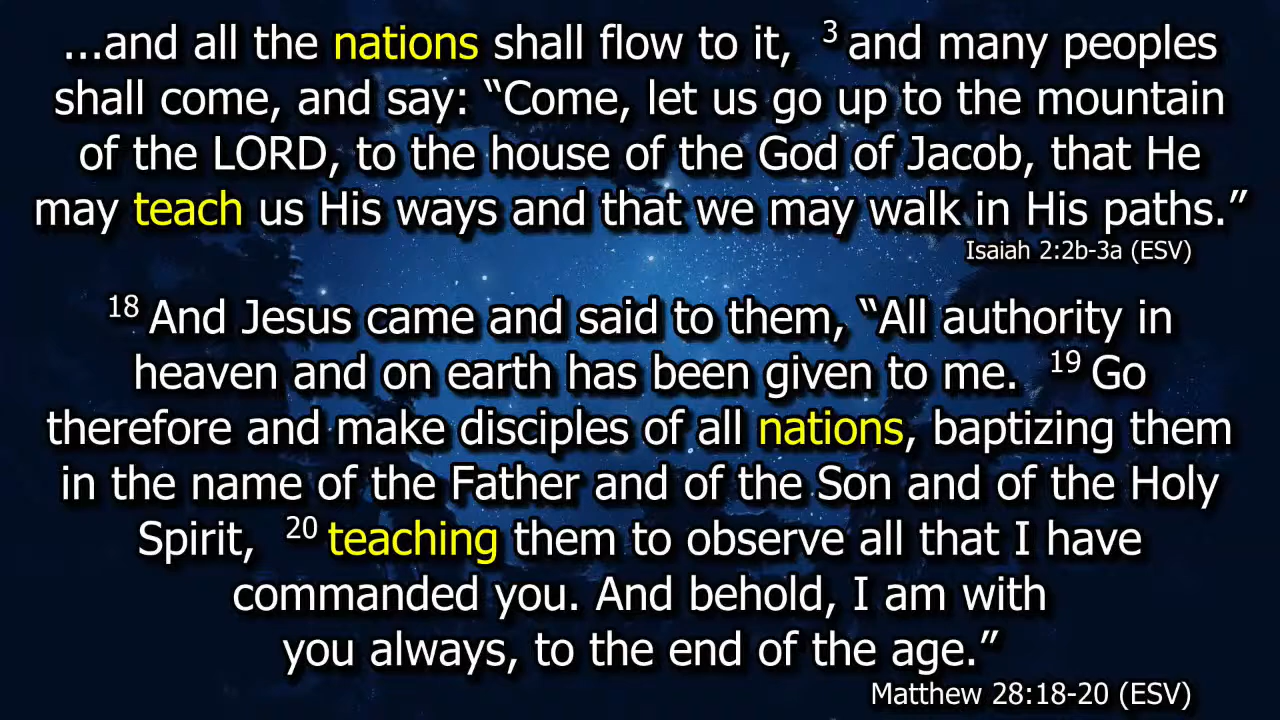 ...and all the nations shall flow to it, 3 and many peoples
shall come, and say: “Come, let us go up to the mountain
of the LORD, to the house of the God of Jacob, that He
may teach us His ways and that we may walk in His paths.”
Isaiah 2:2b-3a (ESV)
18 And Jesus came and said to them, “All authority in
heaven and on earth has been given to me. 19 Go
therefore and make disciples of all nations, baptizing them
in the name of the Father and of the Son and of the Holy
Spirit, 20 teaching them to observe all that I have
commanded you. And behold, I am with
you always, to the end of the age.”
Matthew 28:18-20 (ESV)